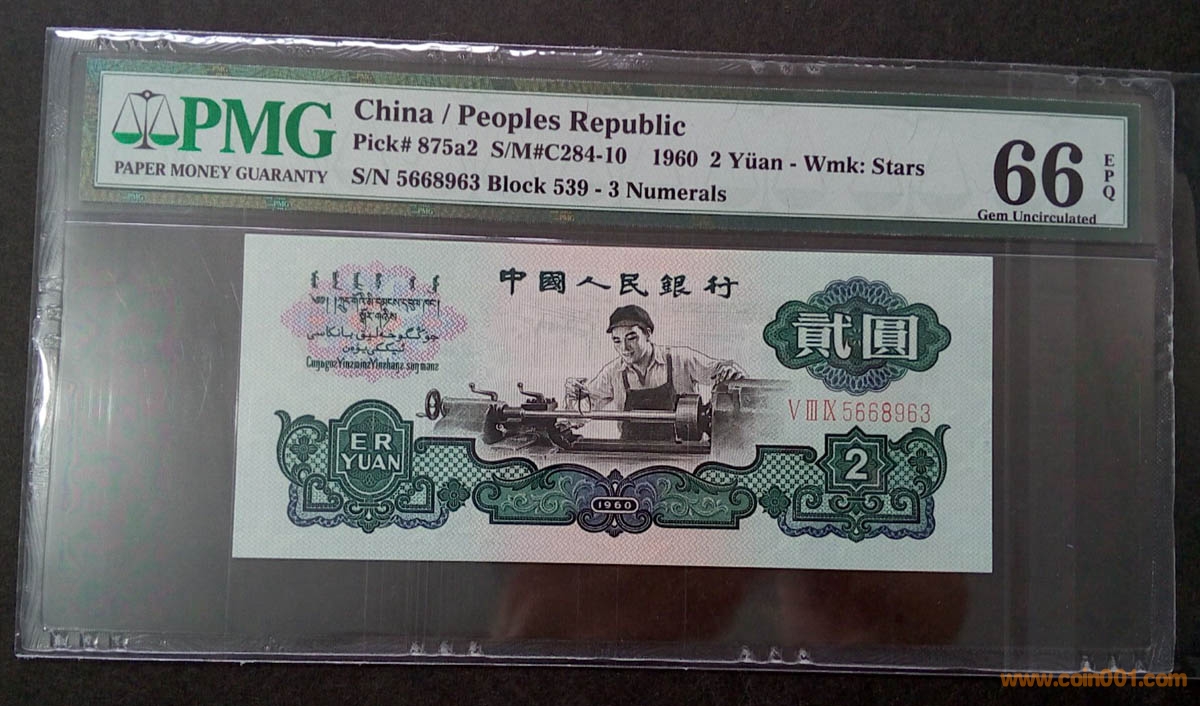 PMG
PAPER MONEY GUARANTY
China / Peoples Republic
Pick# 875a2 S/M#C284-10 1960 2 Yüan - Wmk: Stars
S/N 5668963 Block 539 - 3 Numerals
66
EPQ
Gem Uncirculated
中國人民銀行
貳圓
VⅢⅨ5668963
ER
YUAN
2
1960
www.coin001.com